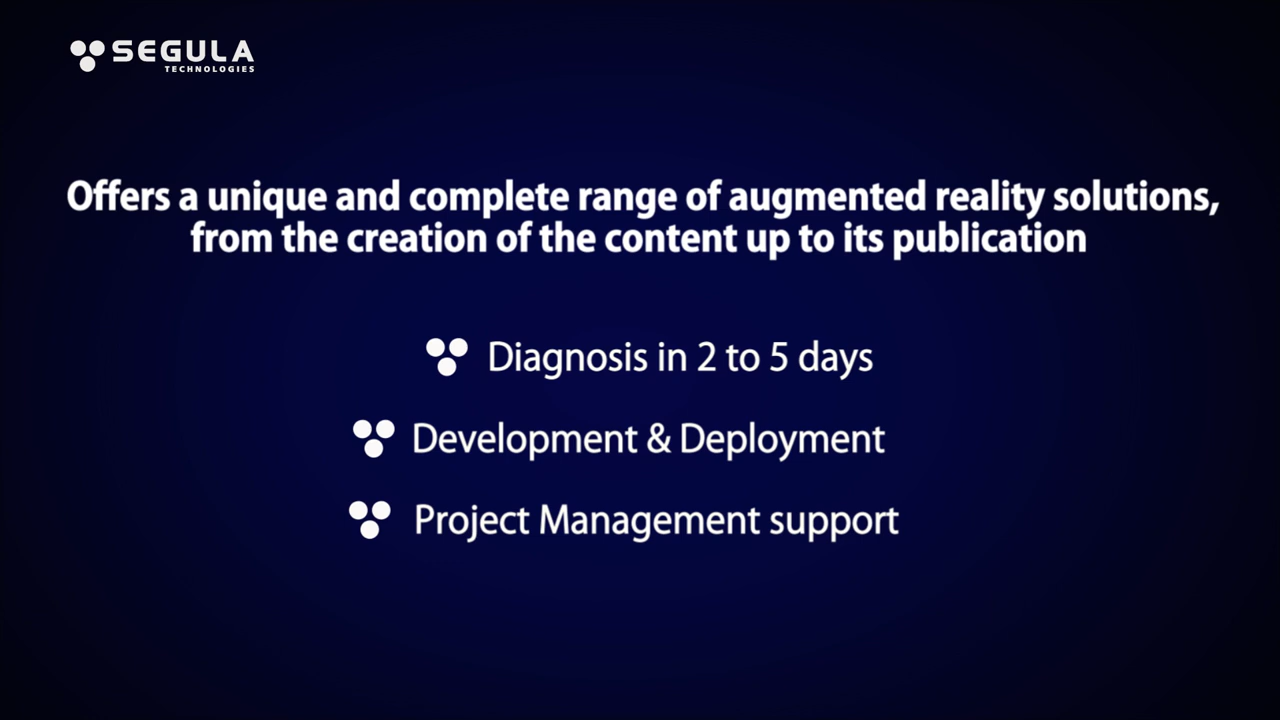 SEGULA
TECHNOLOGIES
Offers a unique and complete range of augmented reality solutions,
from the creation of the content up to its publication
Diagnosis in 2 to 5 days
Development & Deployment
Project Management support